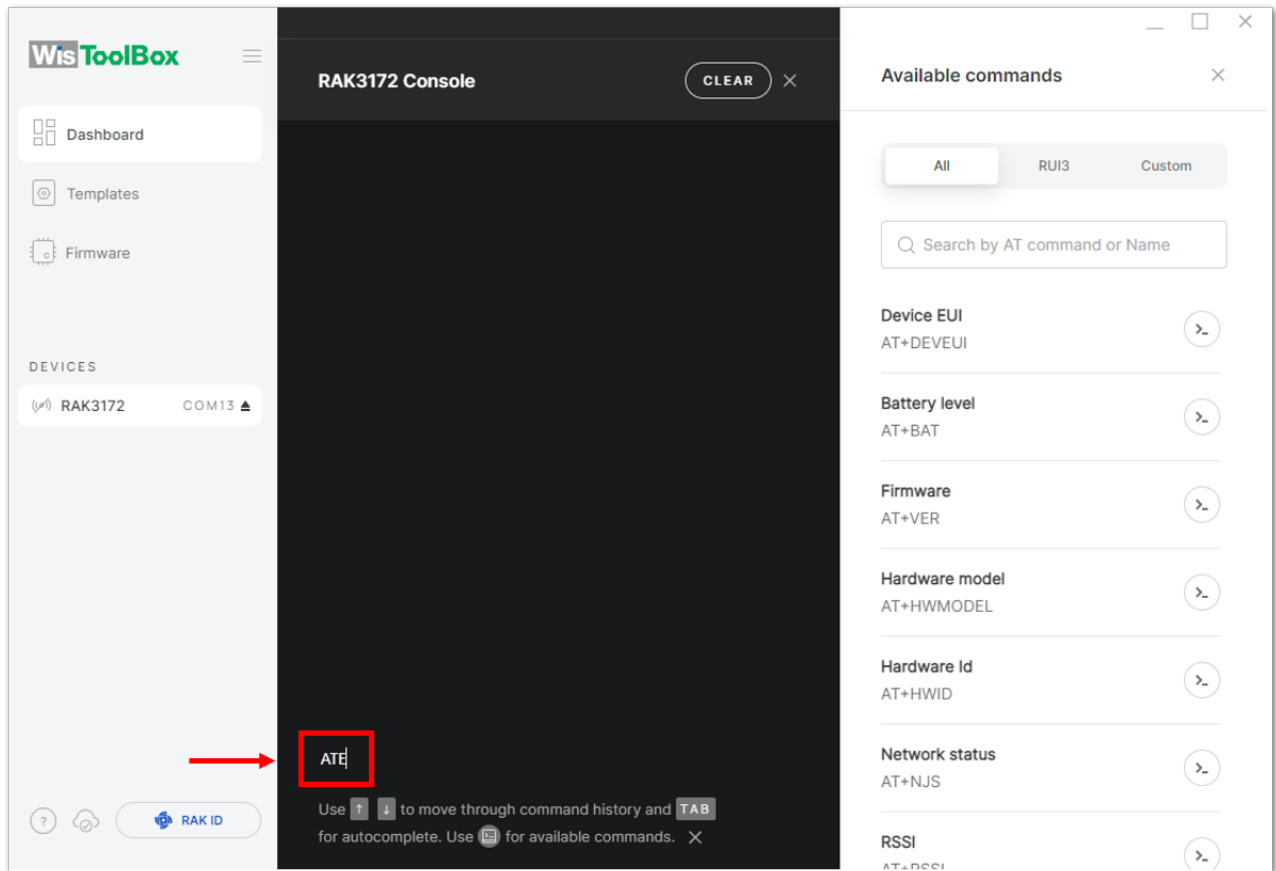 WisToolBox
Dashboard
Templates
Firmware
DEVICES
RAK3172 COM13
? RAK ID
RAK3172 Console CLEAR
ATE
Use ↑ ↓ to move through command history and TAB
for autocomplete. Use for available commands.
Available commands
All RUI3 Custom
Search by AT command or Name
Device EUI
AT+DEVEUI
Battery level
AT+BAT
Firmware
AT+VER
Hardware model
AT+HWMODEL
Hardware Id
AT+HWID
Network status
AT+NJS
RSSI
AT+RSSI